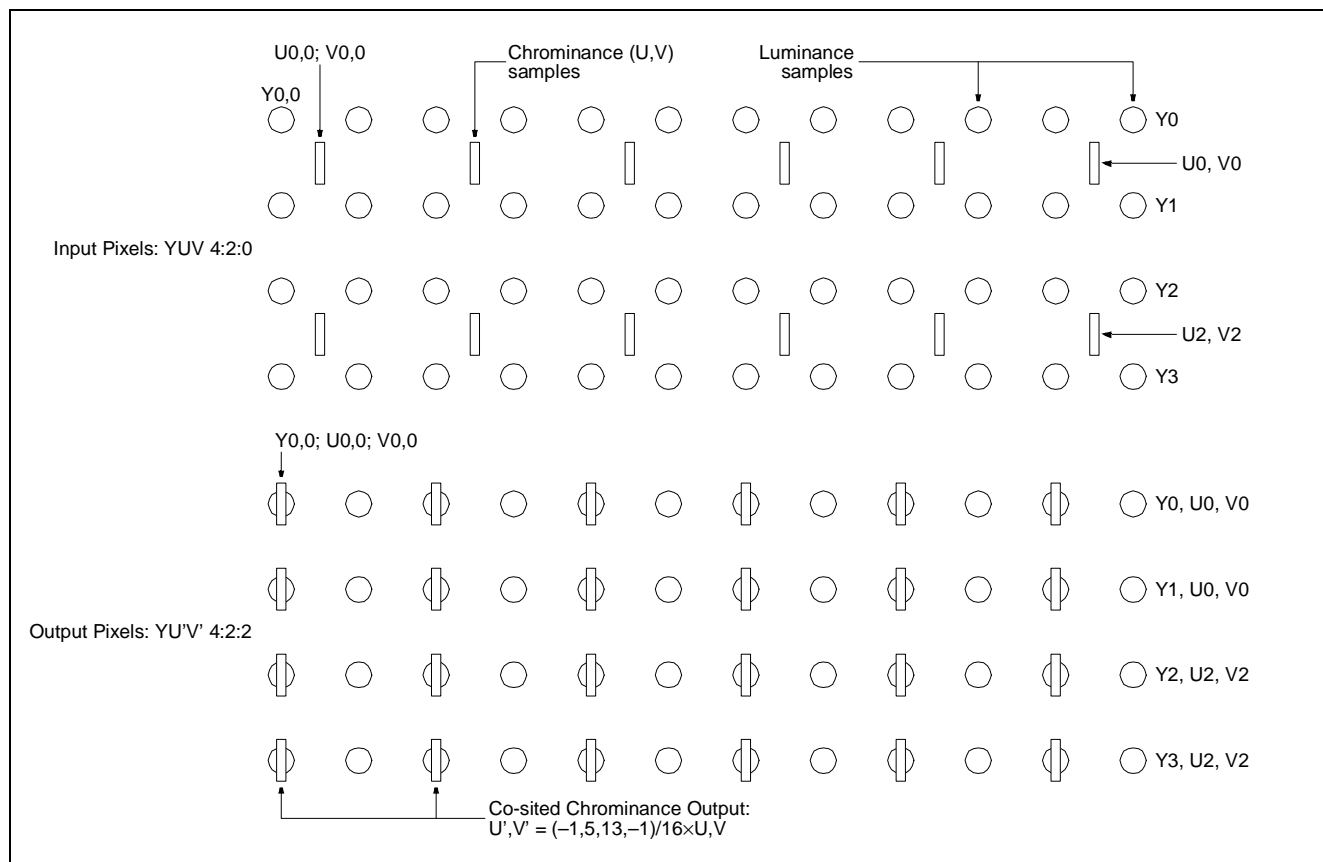 U0,0; V0,0
Chrominance (U,V)
samples
Luminance
samples
Y0,0
Y0
U0, V0
Y1
Input Pixels: YUV 4:2:0
Y2
U2, V2
Y3
Y0,0; U0,0; V0,0
Y0, U0, V0
Y1, U0, V0
Output Pixels: YU’V’ 4:2:2
Y2, U2, V2
Y3, U2, V2
Co-sited Chrominance Output:
U',V' = (–1,5,13,–1)/16×U,V